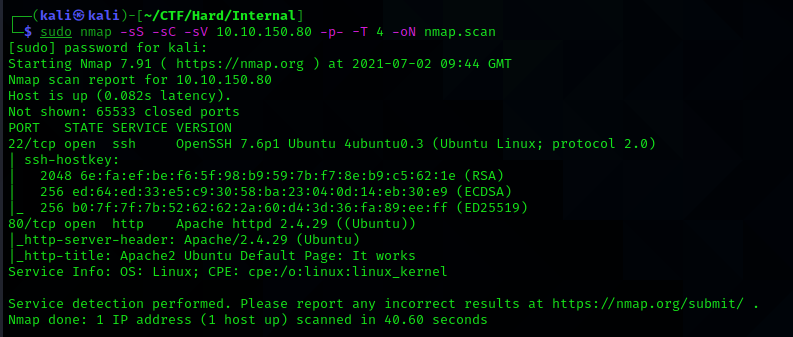 ┌──(kali㉿kali)-[~/CTF/Hard/Internal]
└─$ sudo nmap -sS -sC -sV 10.10.150.80 -p- -T 4 -oN nmap.scan
[sudo] password for kali:
Starting Nmap 7.91 ( https://nmap.org ) at 2021-07-02 09:44 GMT
Nmap scan report for 10.10.150.80
Host is up (0.082s latency).
Not shown: 65533 closed ports
PORT   STATE SERVICE VERSION
22/tcp open  ssh     OpenSSH 7.6p1 Ubuntu 4ubuntu0.3 (Ubuntu Linux; protocol 2.0)
| ssh-hostkey:
|   2048 6e:fa:ef:be:f6:5f:98:b9:59:7b:f7:8e:b9:c5:62:1e (RSA)
|   256 ed:64:ed:33:e5:c9:30:58:ba:23:04:0d:14:eb:30:e9 (ECDSA)
|_  256 b0:7f:7f:7b:52:62:62:2a:60:d4:3d:36:fa:89:ee:ff (ED25519)
80/tcp open  http    Apache httpd 2.4.29 ((Ubuntu))
|_http-server-header: Apache/2.4.29 (Ubuntu)
|_http-title: Apache2 Ubuntu Default Page: It works
Service Info: OS: Linux; CPE: cpe:/o:linux:linux_kernel

Service detection performed. Please report any incorrect results at https://nmap.org/submit/ .
Nmap done: 1 IP address (1 host up) scanned in 40.60 seconds